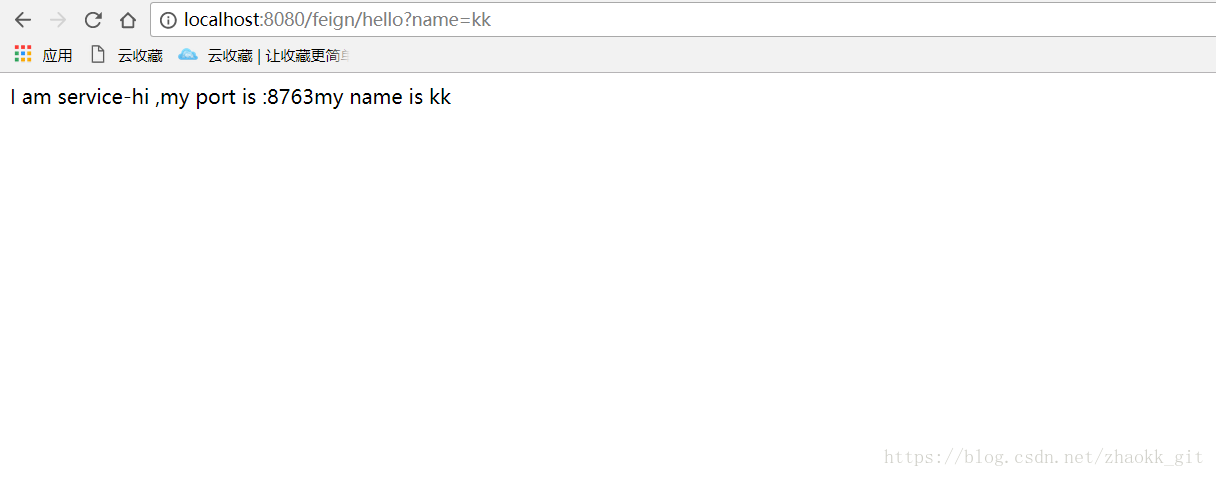 localhost:8080/feign/hello?name=kk
应用 云收藏 云收藏 | 让收藏更简
I am service-hi ,my port is :8763my name is kk
https://blog.csdn.net/zhaokk_git